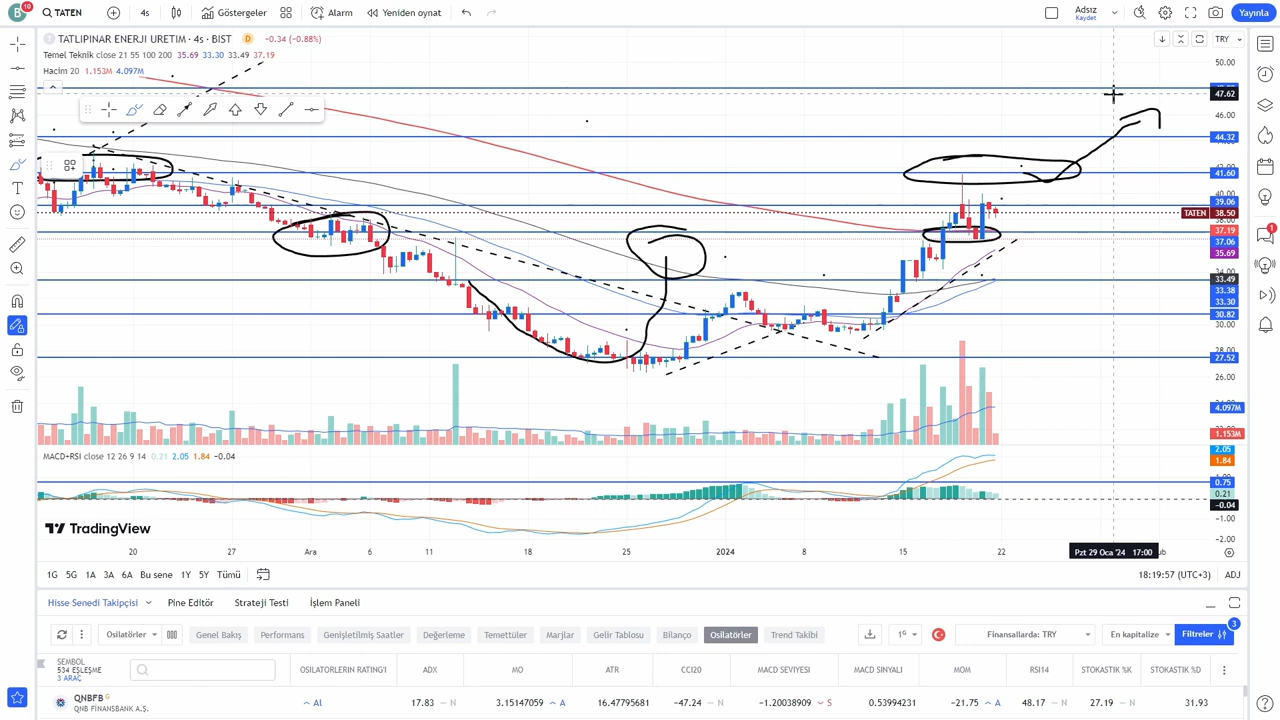 B 10 TATEN 4s Göstergeler Alarm Yeniden oynat Adsız Kaydet Yayınla
TATLIPINAR ENERJI URETIM · 4s · BIST D −0.34 (−0.88%) TRY
Temel Teknik close 21 55 100 200 35.69 33.30 33.49 37.19
Hacim 20 1.153M 4.097M
50.00
47.62
46.00
44.32
41.60
40.00
39.06
TATEN 38.50
37.19
37.06
35.69
34.00
33.49
33.38
33.30
30.82
30.00
28.00
27.52
26.00
4.097M
1.153M
MACD+RSI close 12 26 9 14 0.21 2.05 1.84 −0.04
2.05
1.84
0.75
0.21
−0.04
−1.00
−2.00
TradingView
20 27 Ara 6 11 18 25 2024 8 15 22 Pzt 29 Oca '24 17:00 ub
1G 5G 1A 3A 6A Bu sene 1Y 5Y Tümü 18:19:57 (UTC+3) ADJ
Hisse Senedi Takipçisi Pine Editör Strateji Testi İşlem Paneli
Osilatörler Genel Bakış Performans Genişletilmiş Saatler Değerleme Temettüler Marjlar Gelir Tablosu Bilanço Osilatörler Trend Takibi 1G Finansallarda: TRY En kapitalize Filtreler 3
SEMBOL
534 EŞLEŞME
3 ARAÇ
OSILATORLERIN RATING'I ADX MO ATR CCI20 MACD SEVIYESI MACD SINYALI MOM RSI14 STOKASTIK %K STOKASTIK %D
QNBFB G
QNB FİNANSBANK A.Ş.
Al 17.83 − N 3.15147059 A 16.47795681 −47.24 − N −1.20038909 S 0.53994231 −21.75 A 48.17 − N 27.19 − N 31.93